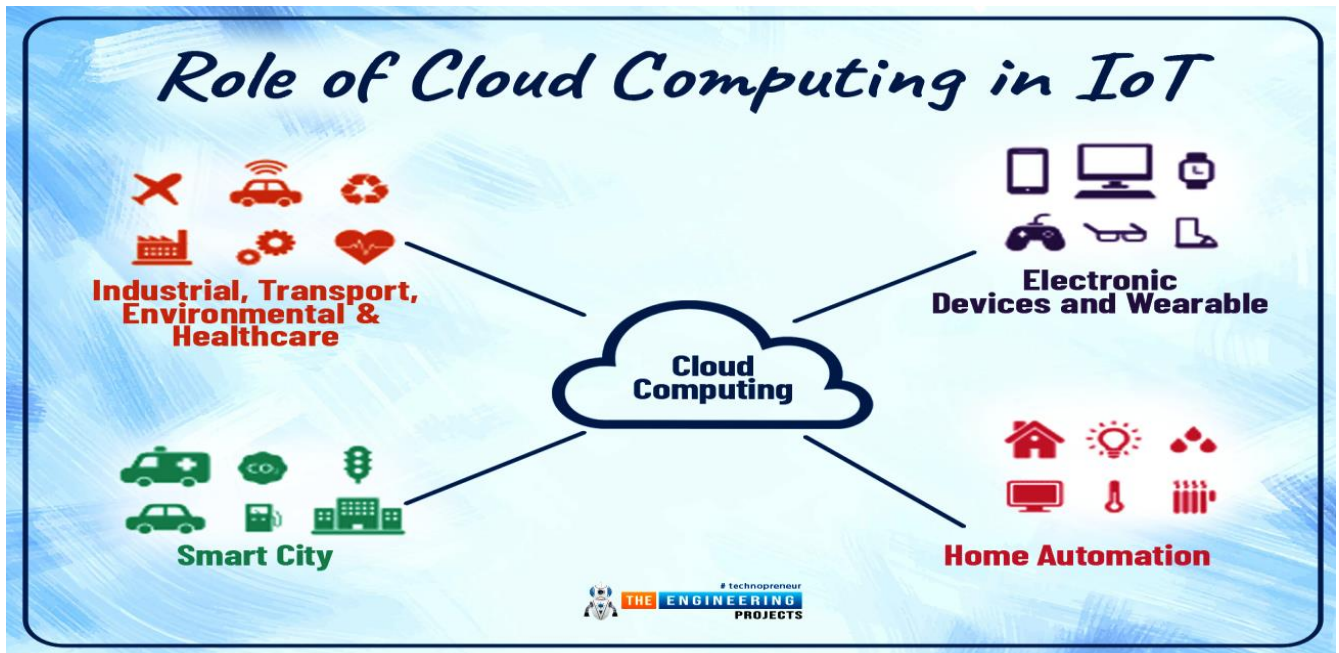 Role of Cloud Computing in IoT
Industrial, Transport,
Environmental &
Healthcare
Electronic
Devices and Wearable
Cloud
Computing
CO₂
Smart City
Home Automation
# technopreneur
THE ENGINEERING
PROJECTS